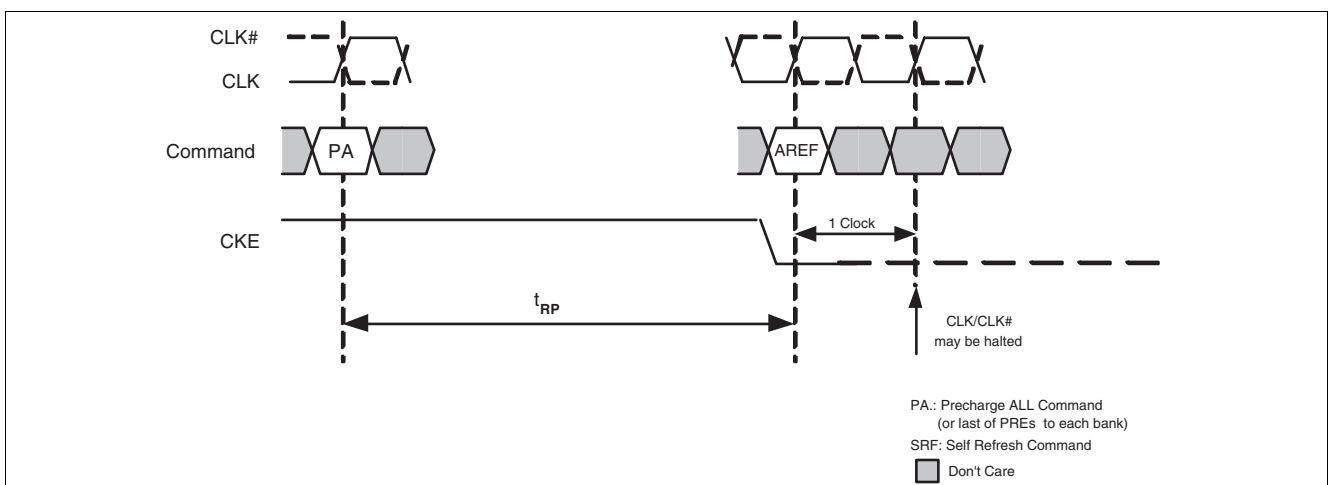 CLK#
CLK
Command
PA
AREF
CKE
1 Clock
tRP
CLK/CLK#
may be halted
PA.: Precharge ALL Command
(or last of PREs to each bank)
SRF: Self Refresh Command
Don't Care